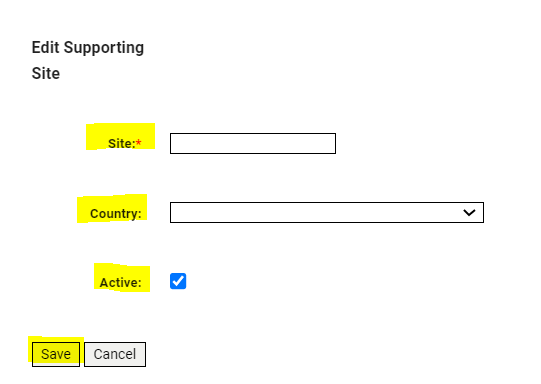 Edit Supporting
Site
Site:*
Country:
Active:
Save Cancel